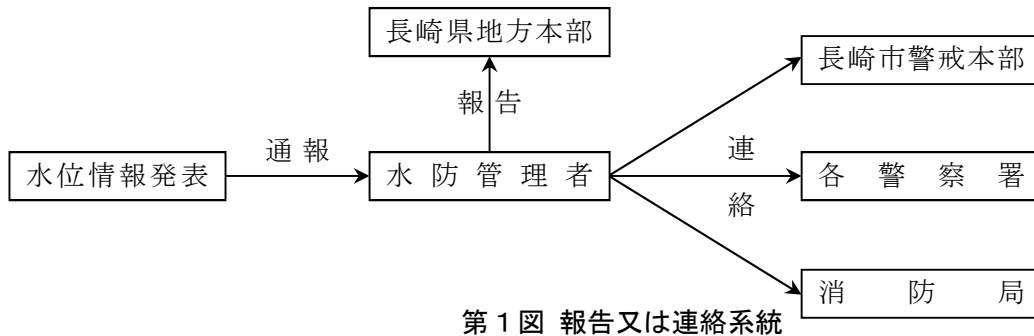 長崎県地方本部
長崎市警戒本部
報告
通報
連絡
水位情報発表
水防管理者
各警察署
消防局
第1図 報告又は連絡系統